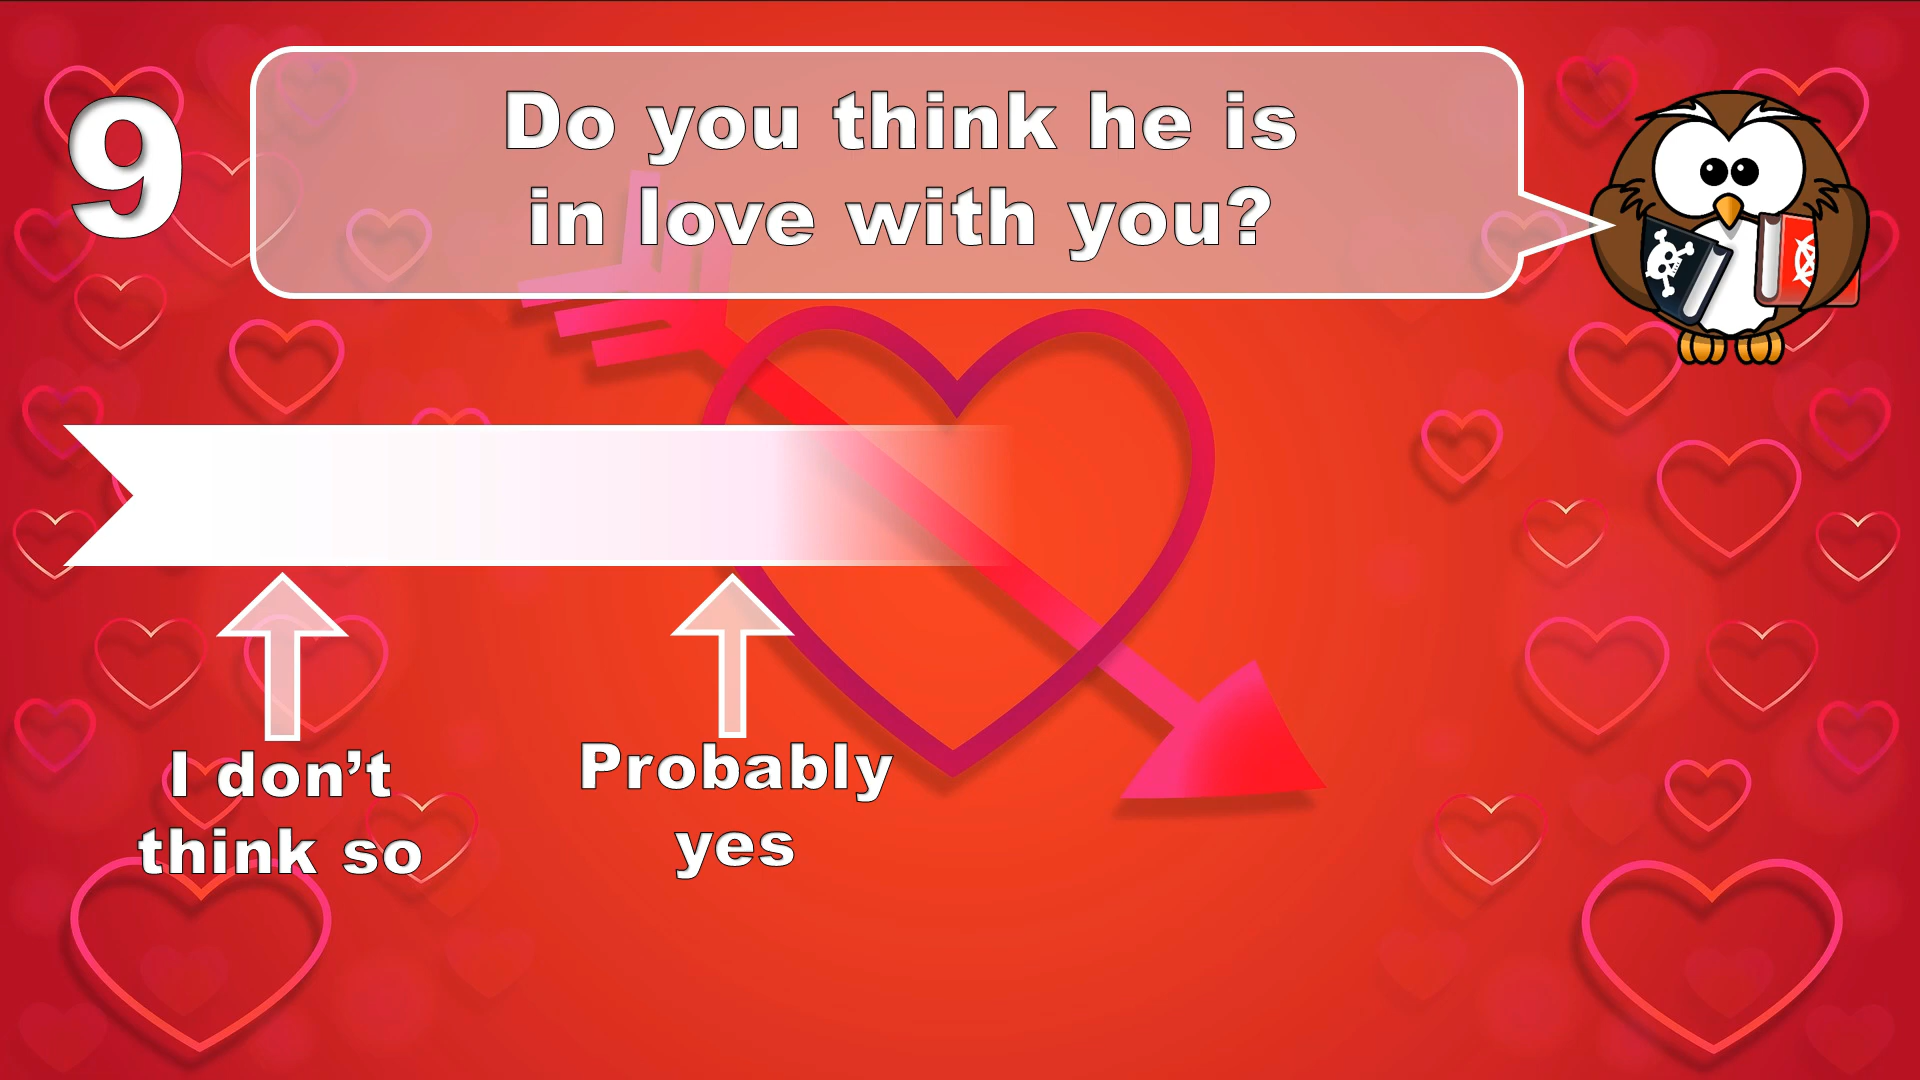 9
Do you think he is
in love with you?
I don’t
think so
Probably
yes